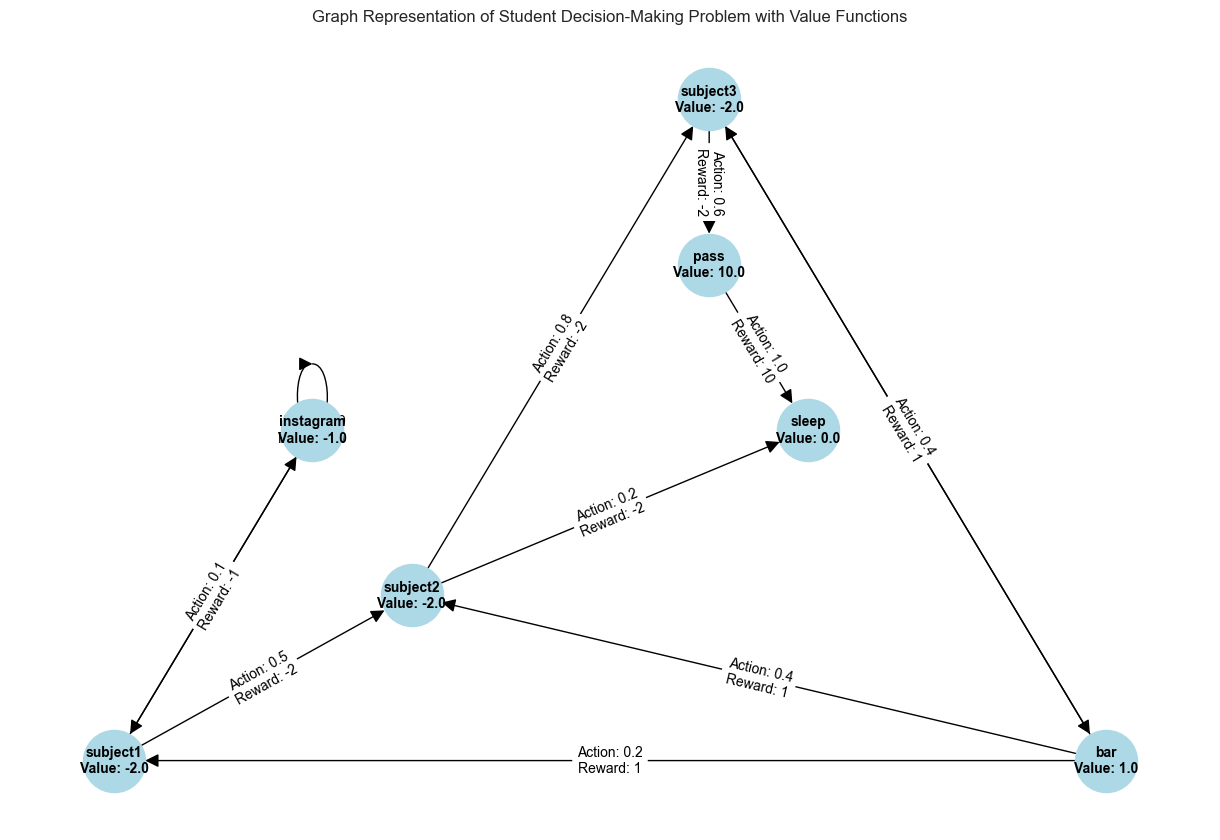 Graph Representation of Student Decision-Making Problem with Value Functions
subject3
Value: -2.0
Action: 0.6
Reward: -2
pass
Value: 10.0
Action: 1.0
Reward: 10
Action: 0.8
Reward: -2
instagram
Value: -1.0
sleep
Value: 0.0
Action: 0.4
Reward: 1
Action: 0.2
Reward: -2
Action: 0.1
Reward: -1
subject2
Value: -2.0
Action: 0.5
Reward: -2
Action: 0.4
Reward: 1
subject1
Value: -2.0
Action: 0.2
Reward: 1
bar
Value: 1.0